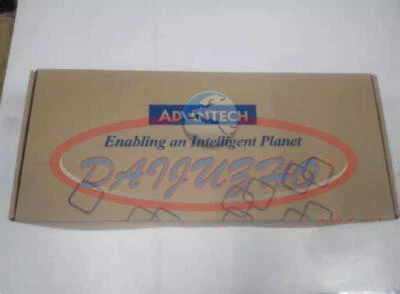 ADVANTECH
Enabling an Intelligent Planet
DAIJUZHO